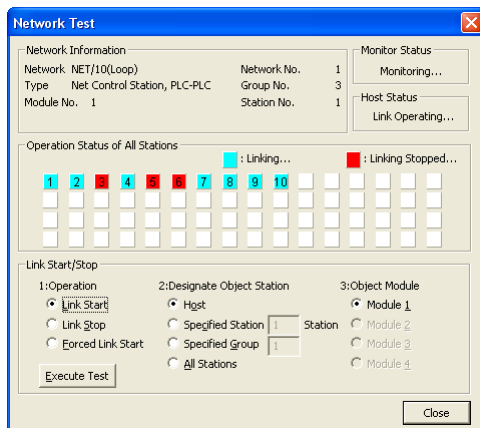 Network Test
Network Information
Network NET/10(Loop) Network No. 1
Type Net Control Station, PLC-PLC Group No. 3
Module No. 1 Station No. 1
Monitor Status
Monitoring...
Host Status
Link Operating...
Operation Status of All Stations
: Linking... : Linking Stopped...
1 2 3 4 5 6 7 8 9 10
Link Start/Stop
1:Operation 2:Designate Object Station 3:Object Module
Link Start Host Module 1
Link Stop Specified Station 1 Station Module 2
Forced Link Start Specified Group 1 Module 3
All Stations Module 4
Execute Test
Close